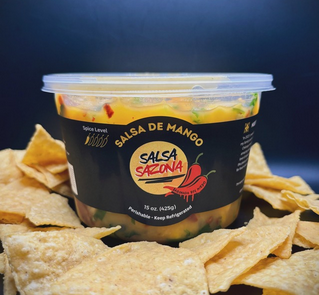 Spice Level
SALSA DE MANGO
SALSA
SAZONA
15 oz. (425g)
Perishable - Keep Refrigerated